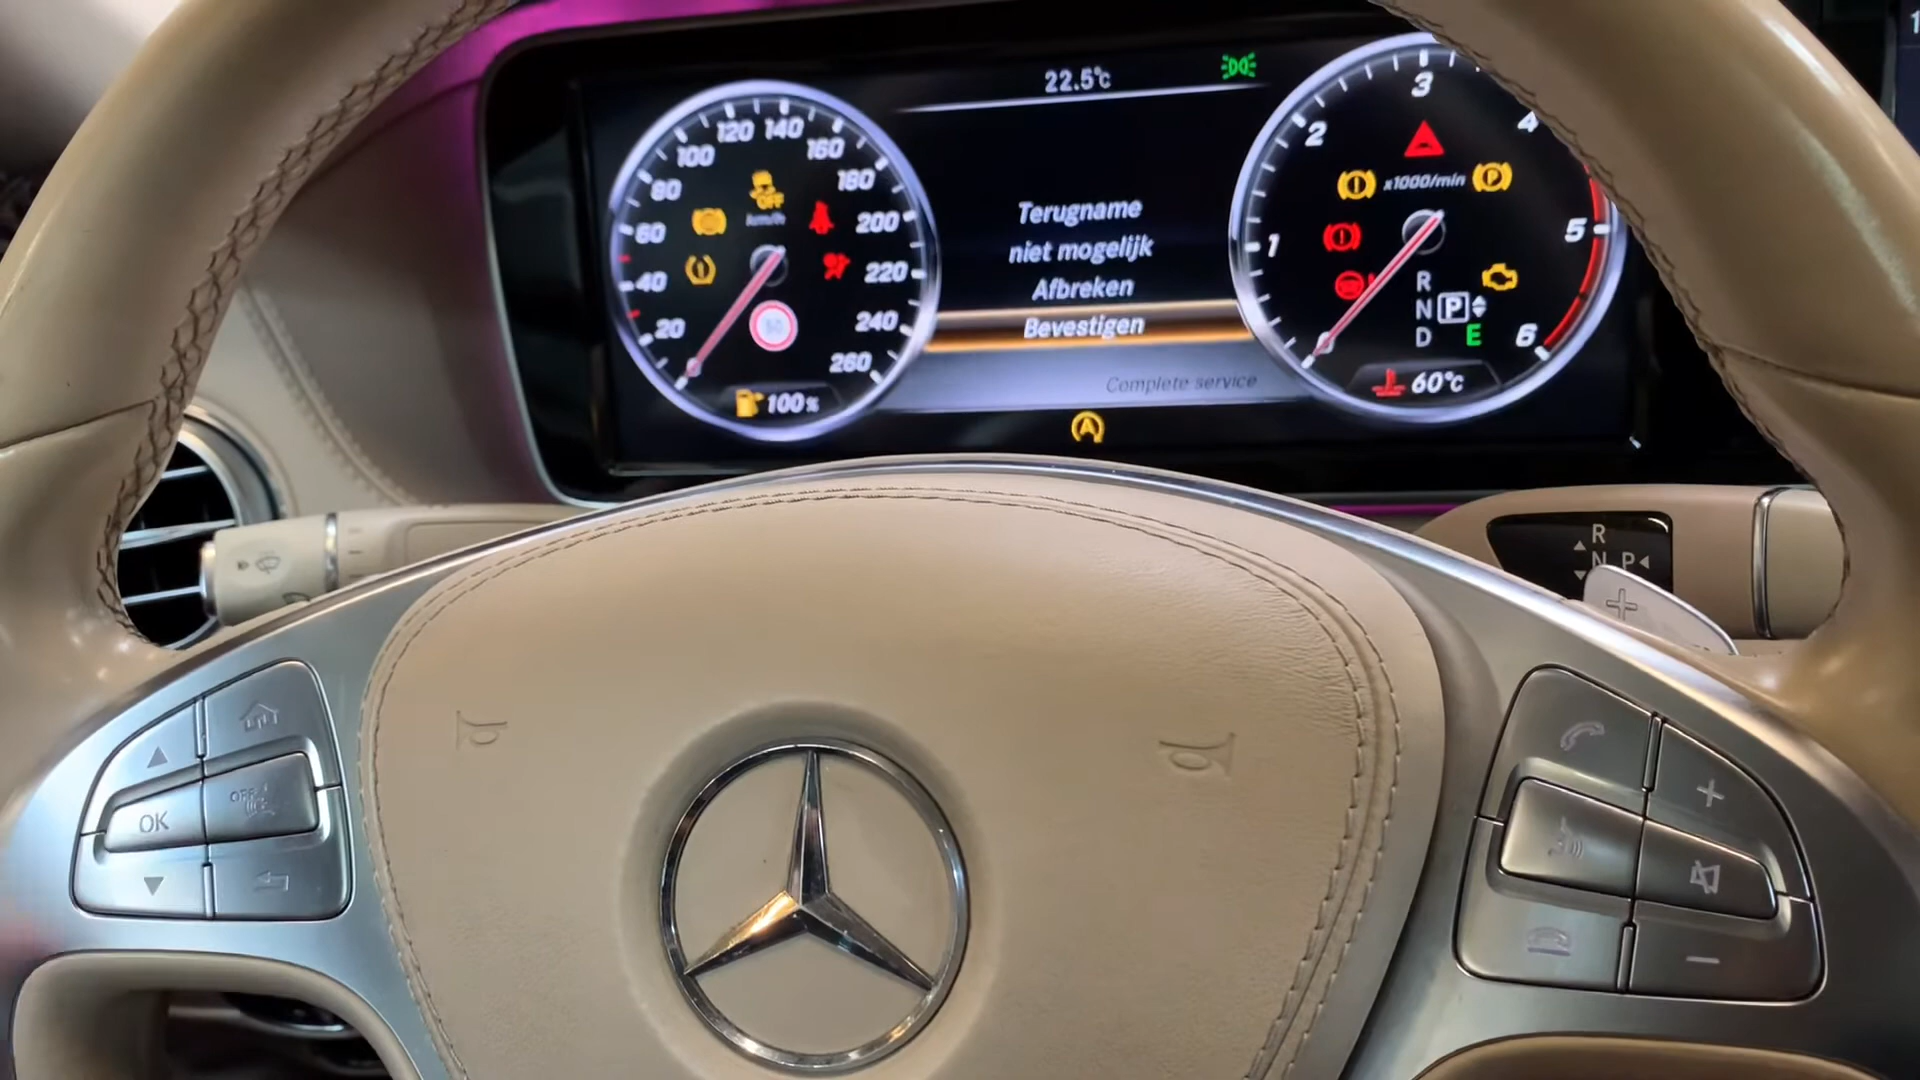 22.5°c
Terugname
niet mogelijk
Afbreken
Bevestigen
Complete service
20
40
60
80
100
120
140
160
180
200
220
240
260
OFF
km/h
100%
1
2
3
4
5
6
x1000/min
P
R
N P
D E
60°c
A
R
N P
OK
OFF